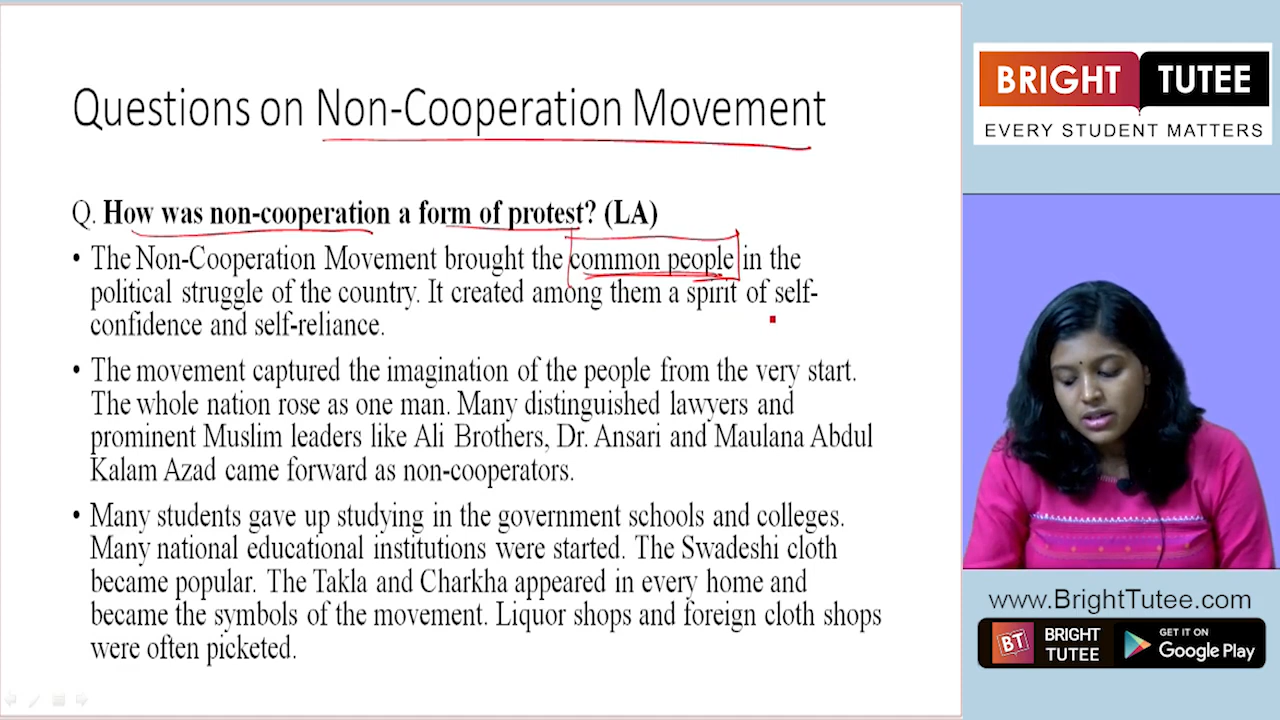 Questions on Non-Cooperation Movement
Q. How was non-cooperation a form of protest? (LA)
• The Non-Cooperation Movement brought the common people in the
political struggle of the country. It created among them a spirit of self-
confidence and self-reliance.
• The movement captured the imagination of the people from the very start.
The whole nation rose as one man. Many distinguished lawyers and
prominent Muslim leaders like Ali Brothers, Dr. Ansari and Maulana Abdul
Kalam Azad came forward as non-cooperators.
• Many students gave up studying in the government schools and colleges.
Many national educational institutions were started. The Swadeshi cloth
became popular. The Takla and Charkha appeared in every home and
became the symbols of the movement. Liquor shops and foreign cloth shops
were often picketed.
BRIGHT TUTEE
EVERY STUDENT MATTERS
www.BrightTutee.com
BT
BRIGHT
TUTEE
GET IT ON
Google Play